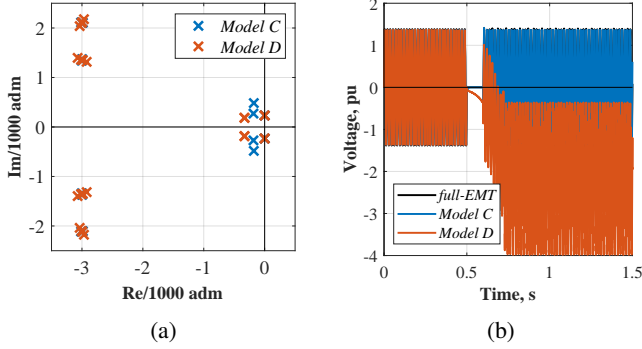 2
1
0
-1
-2
Im/1000 adm
-3
-2
-1
0
Re/1000 adm
Model C
Model D
(a)
2
1
0
-1
-2
-3
-4
Voltage, pu
0
0.5
1
1.5
Time, s
full-EMT
Model C
Model D
(b)